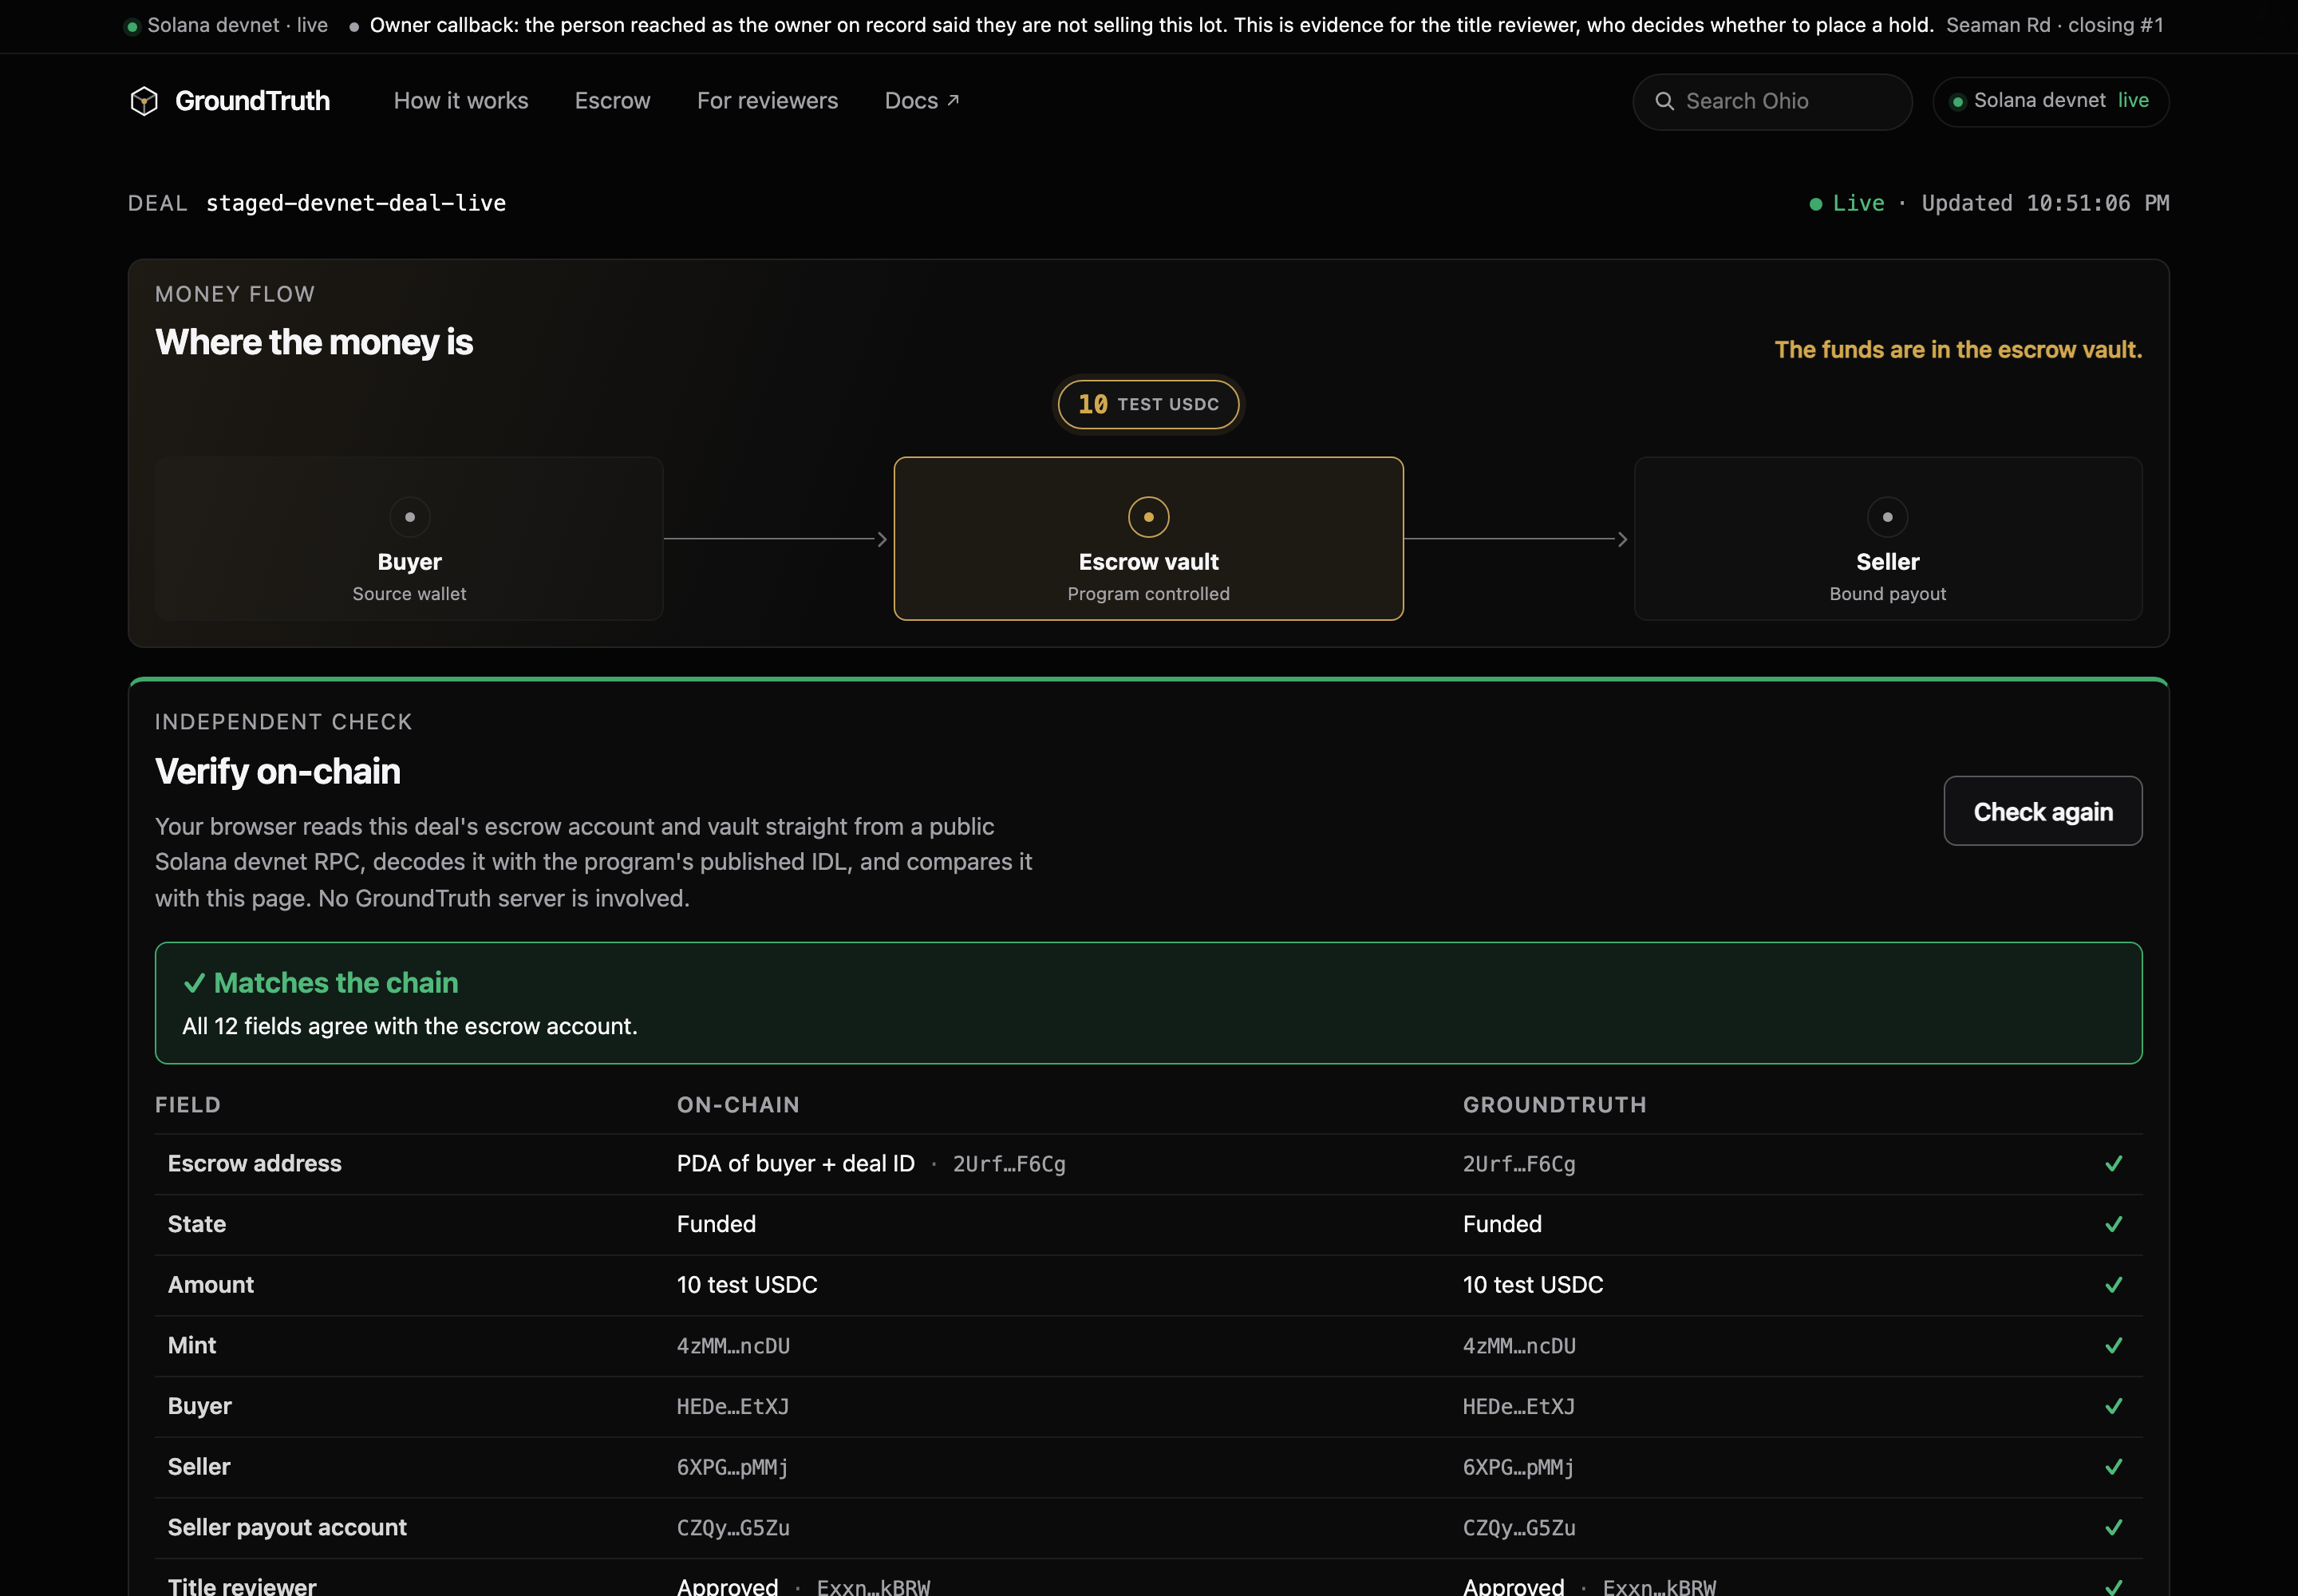 Solana devnet · live
Owner callback: the person reached as the owner on record said they are not selling this lot. This is evidence for the title reviewer, who decides whether to place a hold.
Seaman Rd · closing #1
GroundTruth
How it works
Escrow
For reviewers
Docs ↗
Search Ohio
Solana devnet live
DEAL staged-devnet-deal-live
Live · Updated 10:51:06 PM
MONEY FLOW
Where the money is
The funds are in the escrow vault.
10 TEST USDC
Buyer
Source wallet
Escrow vault
Program controlled
Seller
Bound payout
INDEPENDENT CHECK
Verify on-chain
Your browser reads this deal's escrow account and vault straight from a public
Solana devnet RPC, decodes it with the program's published IDL, and compares it
with this page. No GroundTruth server is involved.
Check again
✓ Matches the chain
All 12 fields agree with the escrow account.
FIELD ON-CHAIN GROUNDTRUTH
Escrow address PDA of buyer + deal ID · 2Urf…F6Cg 2Urf…F6Cg ✓
State Funded Funded ✓
Amount 10 test USDC 10 test USDC ✓
Mint 4zMM…ncDU 4zMM…ncDU ✓
Buyer HEDe…EtXJ HEDe…EtXJ ✓
Seller 6XPG…pMMj 6XPG…pMMj ✓
Seller payout account CZQy…G5Zu CZQy…G5Zu ✓
Title reviewer Approved · Exxn…kBRW Approved · Exxn…kBRW ✓